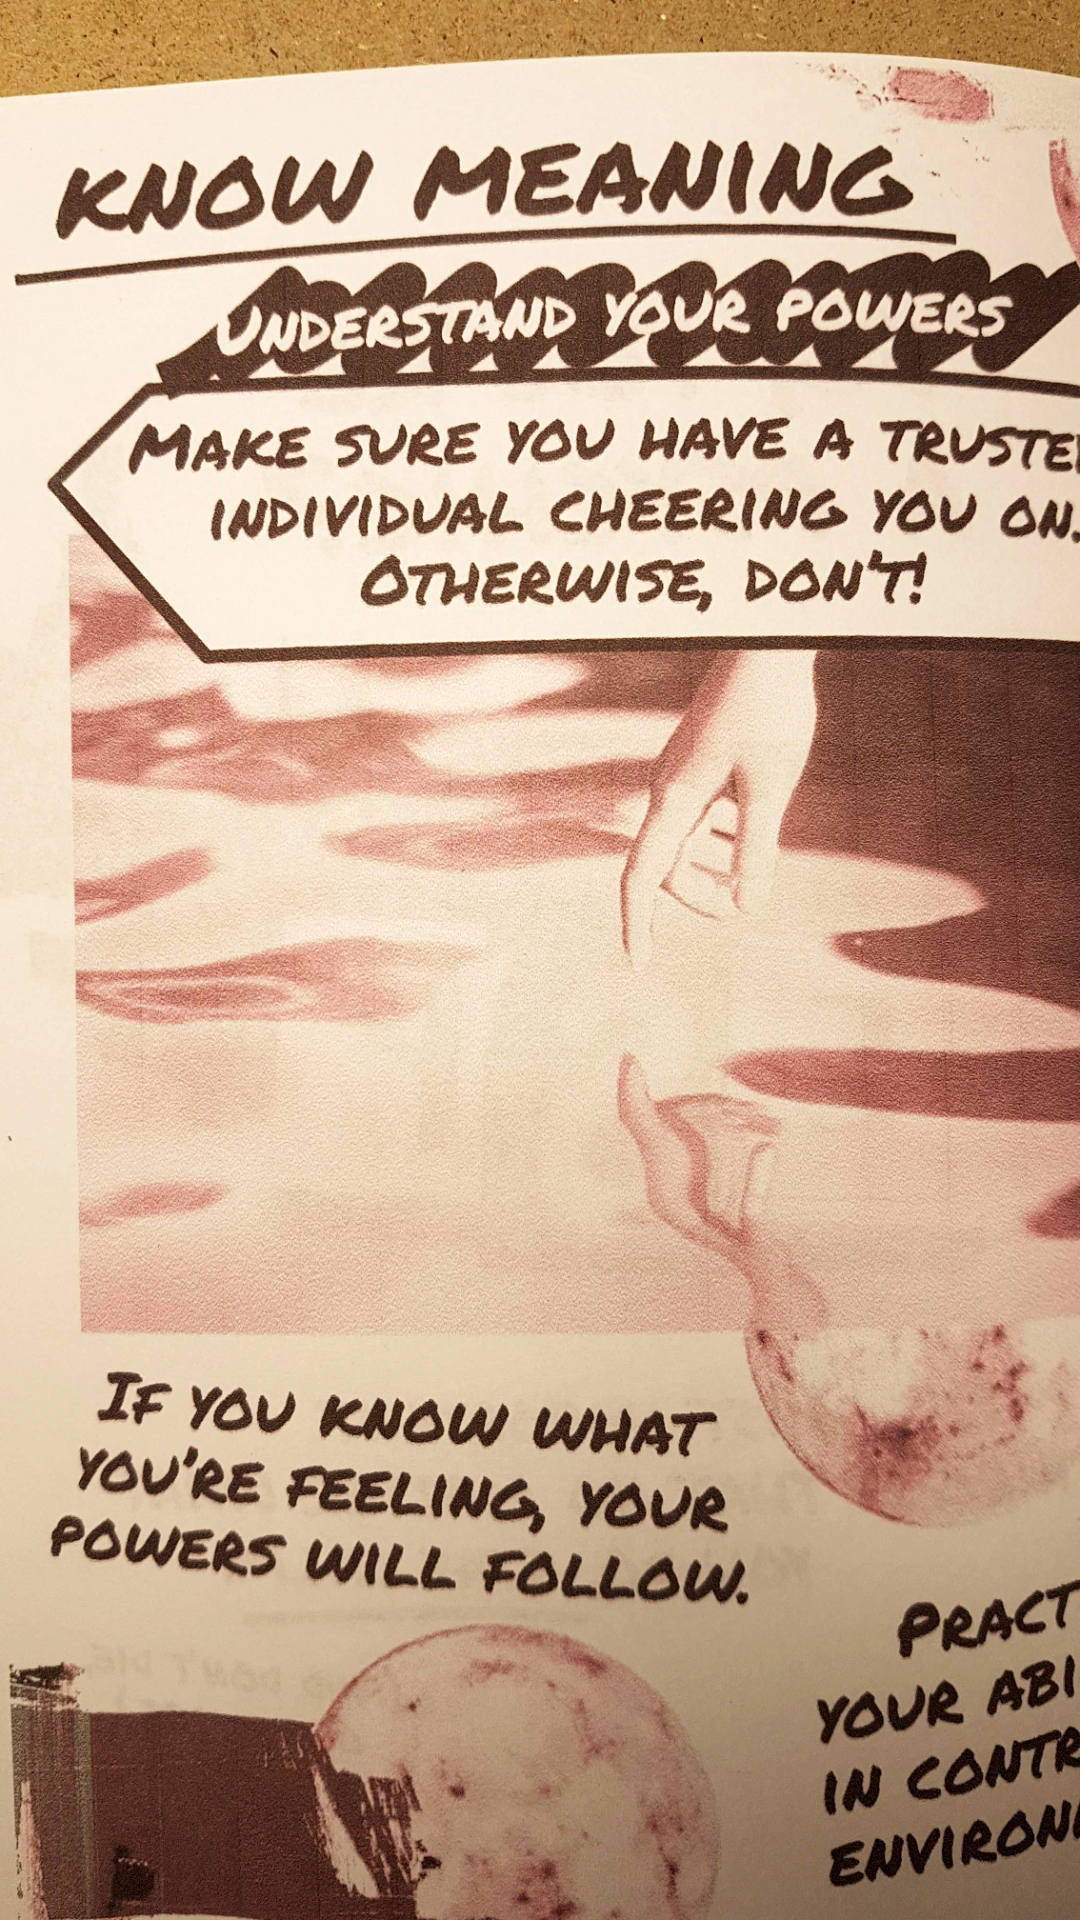 KNOW MEANING
UNDERSTAND YOUR POWERS
MAKE SURE YOU HAVE A
INDIVIDUAL CHEERING YOU ON.
OTHERWISE, DON'T!
IF YOU KNOW WHAT
YOU'RE FEELING, YOUR
POWERS WILL FOLLOW.
YOUR
IN